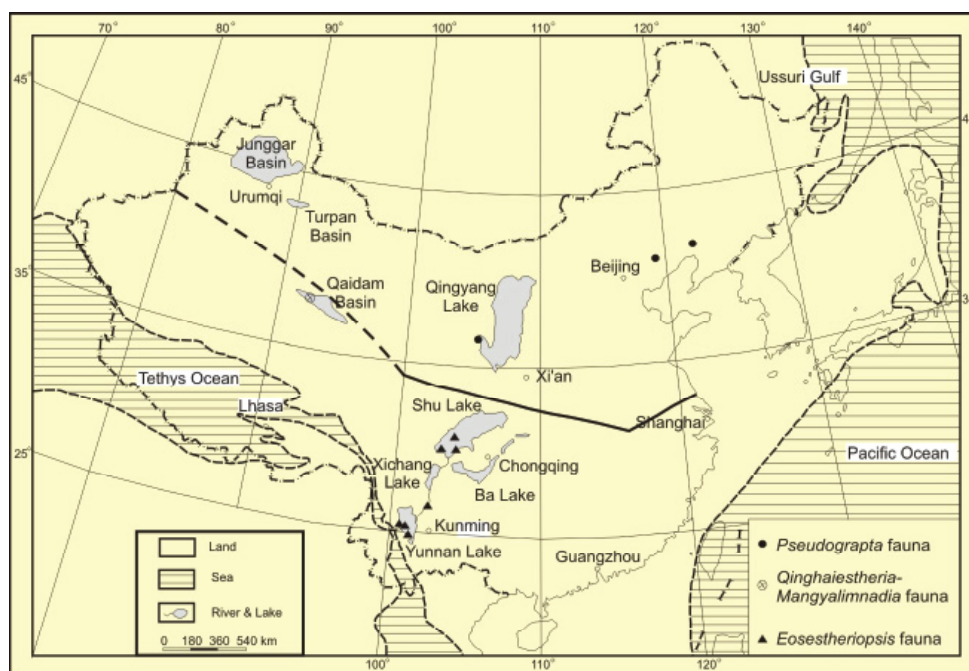 70°
80°
90°
100°
110°
120°
130°
140°
45°
35°
25°
Ussuri Gulf
Junggar
Basin
Urumqi
Turpan
Basin
Qaidam
Basin
Qingyang
Lake
Beijing
Xi'an
Tethys Ocean
Lhasa
Shu Lake
Shanghai
Xichang
Lake
Chongqing
Ba Lake
Pacific Ocean
Kunming
Yunnan Lake
Guangzhou
Land
Sea
River & Lake
0 180 360 540 km
Pseudograpta fauna
Qinghaiestheria-
Mangyalimnadia fauna
Eosestheriopsis fauna
100°
110°
120°